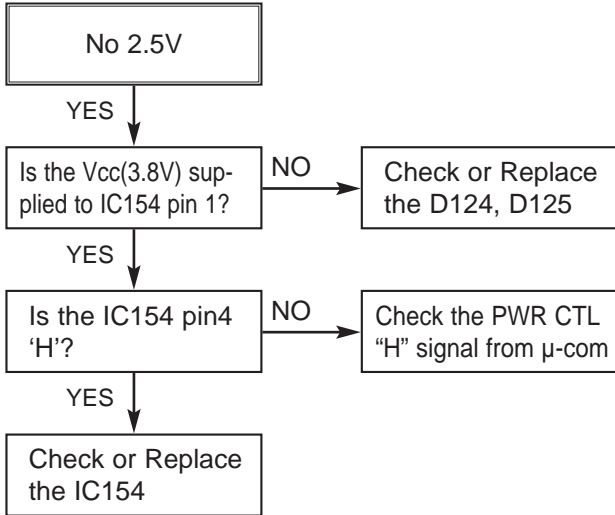 No 2.5V
YES
Is the Vcc(3.8V) sup-
plied to IC154 pin 1?
NO
Check or Replace
the D124, D125
YES
Is the IC154 pin4
‘H’?
NO
Check the PWR CTL
“H” signal from µ-com
YES
Check or Replace
the IC154